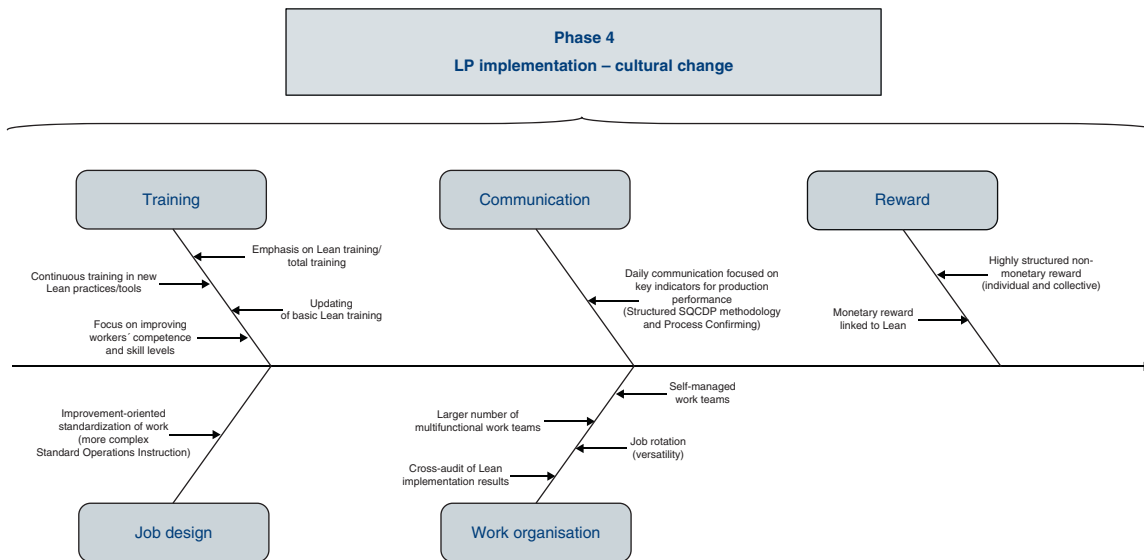 Phase 4
LP implementation – cultural change
Training
Communication
Reward
Emphasis on Lean training/
total training
Continuous training in new
Lean practices/tools
Updating
of basic Lean training
Focus on improving
workers´ competence
and skill levels
Daily communication focused on
key indicators for production
performance
(Structured SQCDP methodology
and Process Confirming)
Highly structured non-
monetary reward
(individual and collective)
Monetary reward
linked to Lean
Improvement-oriented
standardization of work
(more complex
Standard Operations Instruction)
Self-managed
work teams
Larger number of
multifunctional work teams
Job rotation
(versatility)
Cross-audit of Lean
implementation results
Job design
Work organisation